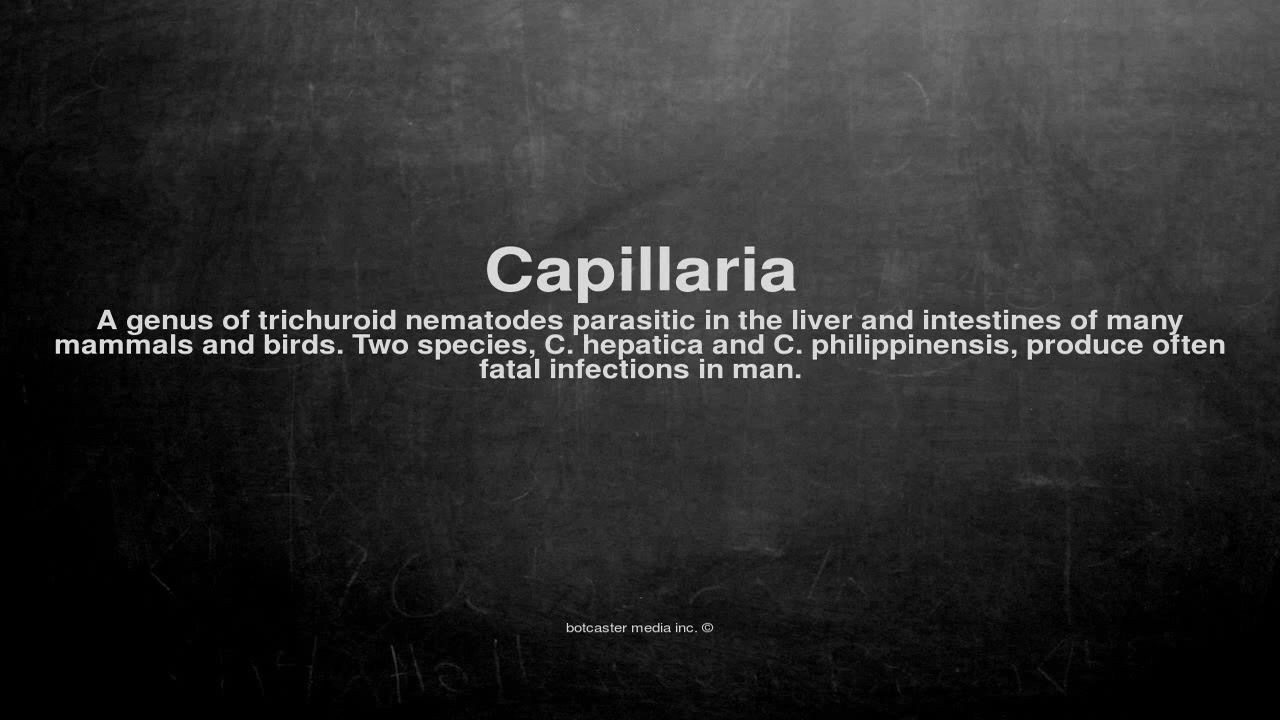 Capillaria
A genus of trichuroid nematodes parasitic in the liver and intestines of many
mammals and birds. Two species, C. hepatica and C. philippinensis, produce often
fatal infections in man.
botcaster media inc. ©